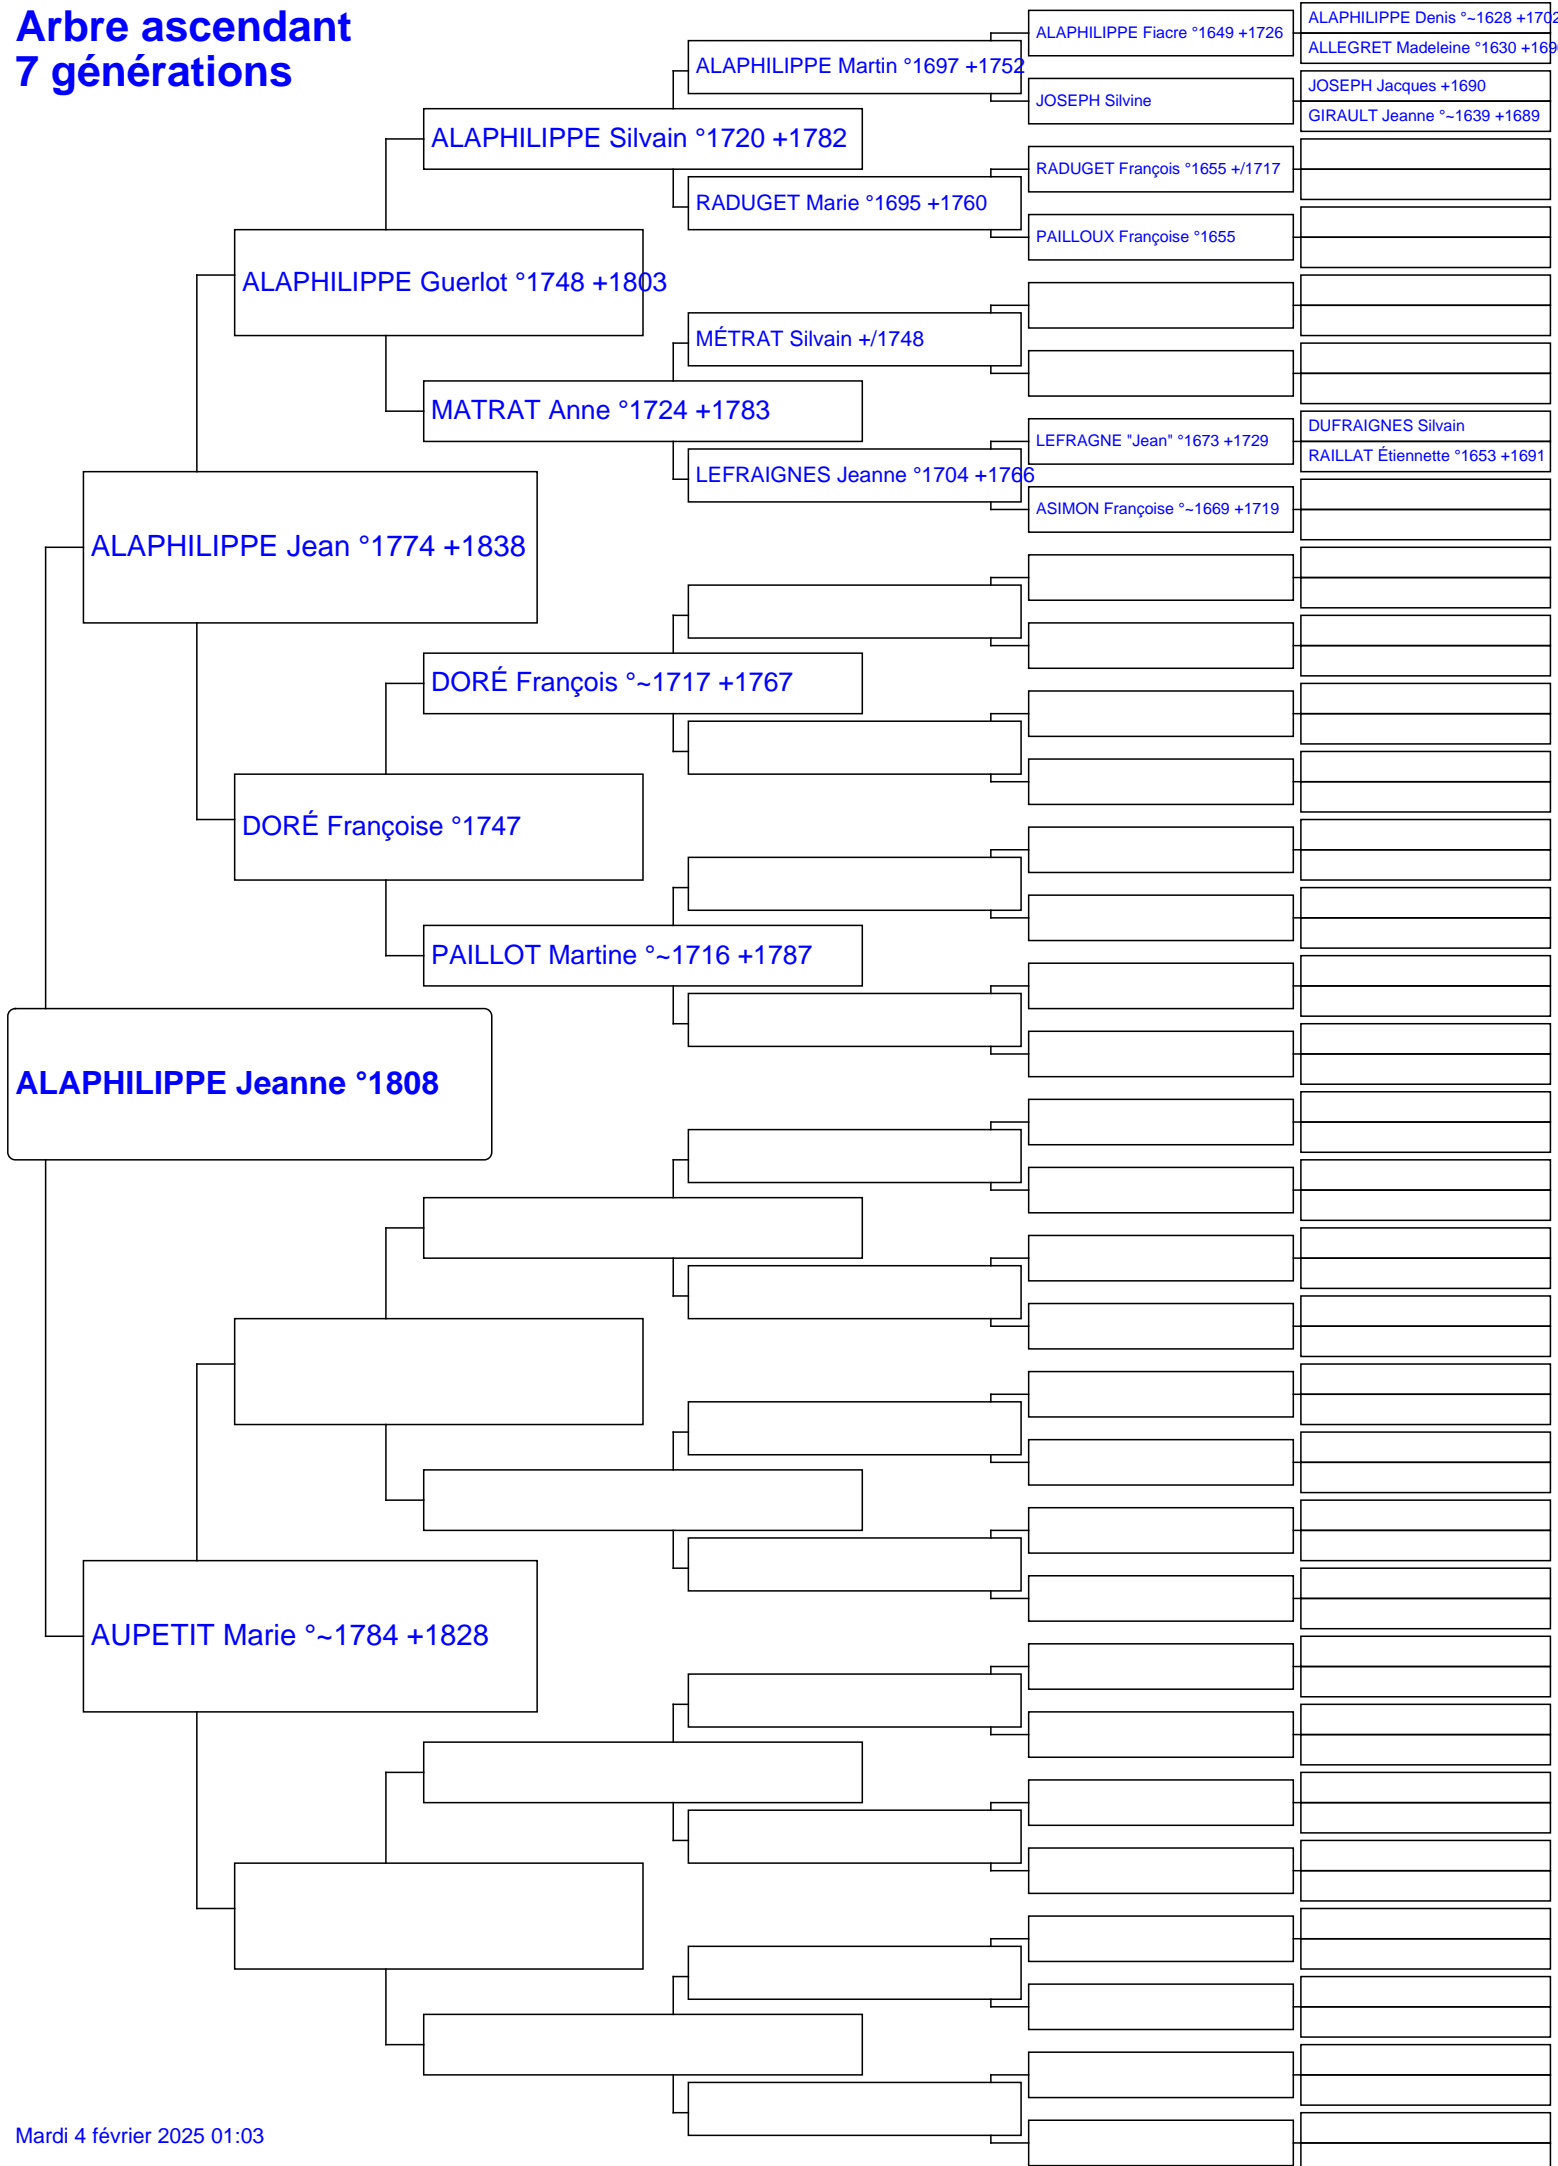 Arbre ascendant
7 générations
ALAPHILIPPE Denis °~1628 +1702
ALAPHILIPPE Fiacre °1649 +1726
ALLEGRET Madeleine °1630
ALAPHILIPPE Martin °1697 +1752
JOSEPH Jacques +1690
JOSEPH Silvine
GIRAULT Jeanne °~1639 +1689
ALAPHILIPPE Silvain °1720 +1782
RADUGET François °1655 +/1717
RADUGET Marie °1695 +1760
PAILLOUX Françoise °1655
ALAPHILIPPE Guerlot °1748 +1803
MÉTRAT Silvain +/1748
MATRAT Anne °1724 +1783
DUFRAIGNES Silvain
LEFRAGNE "Jean" °1673 +1729
RAILLAT Étiennette °1653 +1691
LEFRAIGNES Jeanne °1704 +1766
ASIMON Françoise °~1669 +1719
ALAPHILIPPE Jean °1774 +1838
DORÉ François °~1717 +1767
DORÉ Françoise °1747
PAILLOT Martine °~1716 +1787
ALAPHILIPPE Jeanne °1808
AUPETIT Marie °~1784 +1828
Mardi 4 février 2025 01:03